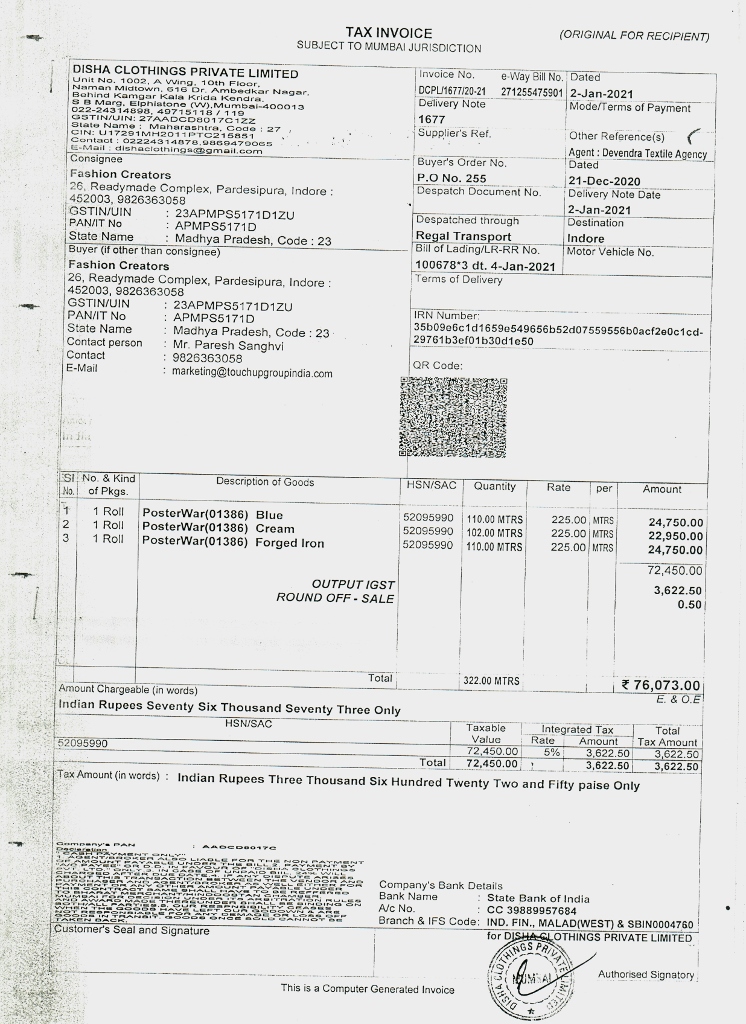 TAX INVOICE
(ORIGINAL FOR RECIPIENT)
SUBJECT TO MUMBAI JURISDICTION
DISHA CLOTHINGS PRIVATE LIMITED
Unit No. 1002, A Wing, 10th Floor,
Naman Midtown, 616 Dr. Ambedkar Nagar,
Behind Kamgar Kala Krida Kendra,
S B Marg, Elphistone (W),Mumbai-400013
022-24314898, 49715118 / 119
GSTIN/UIN: 27AADCD8017C1ZZ
State Name : Maharashtra, Code : 27
CIN: U17291MH2011PTC215851
Contact : 02224314878,9869479065
E-Mail : dishaclothings@gmail.com
Invoice No. e-Way Bill No.
DCPL/1677/20-21 271255475901
Dated
2-Jan-2021
Delivery Note
1677
Mode/Terms of Payment
Supplier's Ref.
Other Reference(s)
Agent : Devendra Textile Agency
Buyer's Order No.
P.O No. 255
Dated
21-Dec-2020
Despatch Document No.
Delivery Note Date
2-Jan-2021
Despatched through
Regal Transport
Destination
Indore
Bill of Lading/LR-RR No.
100678*3 dt. 4-Jan-2021
Motor Vehicle No.
Terms of Delivery
Consignee
Fashion Creators
26, Readymade Complex, Pardesipura, Indore :
452003, 9826363058
GSTIN/UIN : 23APMPS5171D1ZU
PAN/IT No : APMPS5171D
State Name : Madhya Pradesh, Code : 23
Buyer (if other than consignee)
Fashion Creators
26, Readymade Complex, Pardesipura, Indore :
452003, 9826363058
GSTIN/UIN : 23APMPS5171D1ZU
PAN/IT No : APMPS5171D
State Name : Madhya Pradesh, Code : 23
Contact person : Mr. Paresh Sanghvi
Contact : 9826363058
E-Mail : marketing@touchupgroupindia.com
IRN Number:
35b09e6c1d1659e549656b52d07559556b0acf2e0c1cd-
29761b3ef01b30d1e50
QR Code:
Sl No. No. & Kind of Pkgs. Description of Goods HSN/SAC Quantity Rate per Amount
1 1 Roll PosterWar(01386) Blue 52095990 110.00 MTRS 225.00 MTRS 24,750.00
2 1 Roll PosterWar(01386) Cream 52095990 102.00 MTRS 225.00 MTRS 22,950.00
3 1 Roll PosterWar(01386) Forged Iron 52095990 110.00 MTRS 225.00 MTRS 24,750.00
72,450.00
OUTPUT IGST 3,622.50
ROUND OFF - SALE 0.50
Total 322.00 MTRS ₹ 76,073.00
Amount Chargeable (in words) E. & O.E
Indian Rupees Seventy Six Thousand Seventy Three Only
HSN/SAC Taxable Value Integrated Tax Rate Amount Total Tax Amount
52095990 72,450.00 5% 3,622.50 3,622.50
Total 72,450.00 3,622.50 3,622.50
Tax Amount (in words) : Indian Rupees Three Thousand Six Hundred Twenty Two and Fifty paise Only
Company's PAN : AADCD8017C
Declaration
"CASH PAYMENT ONLY"
Company's Bank Details
Bank Name : State Bank of India
A/c No. : CC 39889957684
Branch & IFS Code: IND. FIN., MALAD(WEST) & SBIN0004760
Customer's Seal and Signature
for DISHA CLOTHINGS PRIVATE LIMITED
DISHA CLOTHINGS PRIVATE LIMITED
MUMBAI
Authorised Signatory
This is a Computer Generated Invoice